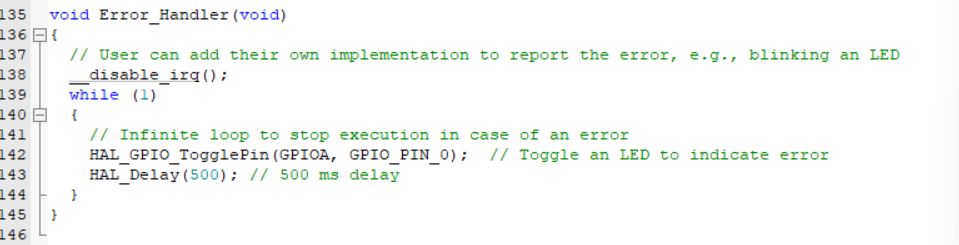 135 void Error_Handler(void)
136 {
137 // User can add their own implementation to report the error, e.g., blinking an LED
138 __disable_irq();
139 while (1)
140 {
141 // Infinite loop to stop execution in case of an error
142 HAL_GPIO_TogglePin(GPIOA, GPIO_PIN_0); // Toggle an LED to indicate error
143 HAL_Delay(500); // 500 ms delay
144 }
145 }
146